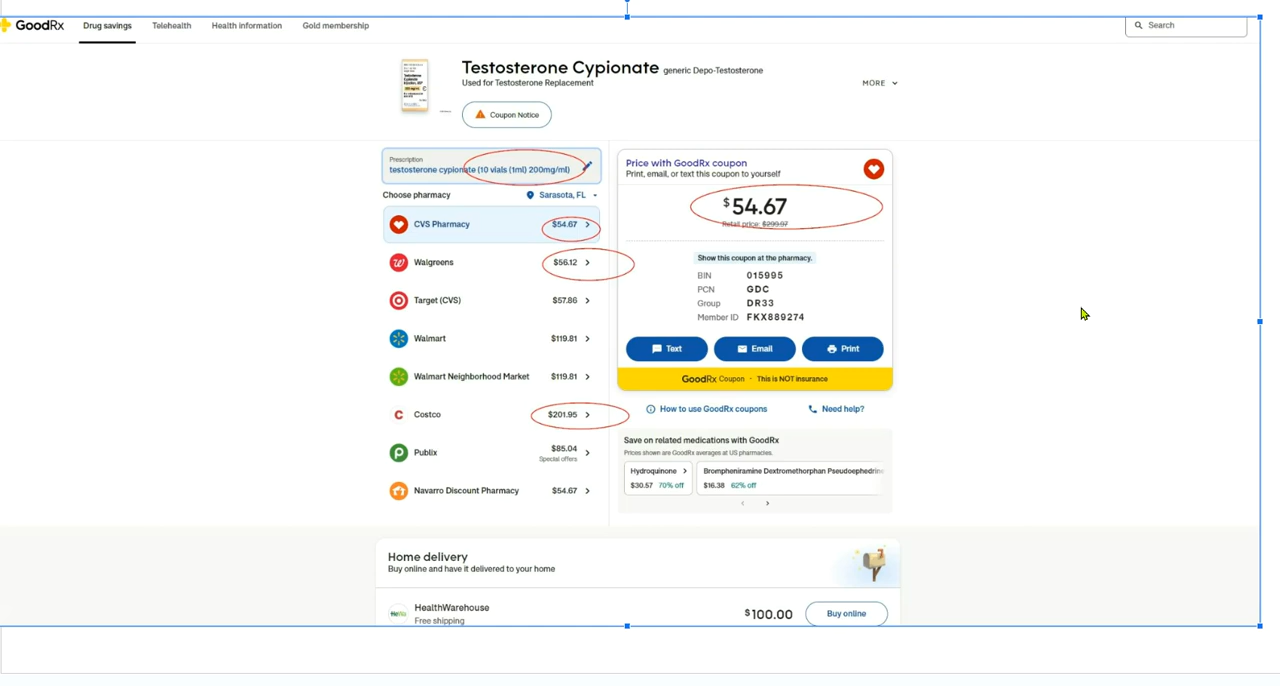 GoodRx
Drug savings
Telehealth
Health information
Gold membership
Search
Testosterone Cypionate generic Depo-Testosterone
Used for Testosterone Replacement
MORE
Coupon Notice
Prescription
testosterone cypionate (10 vials (1ml) 200mg/ml)
Choose pharmacy
Sarasota, FL
CVS Pharmacy
$54.67
Walgreens
$56.12
Target (CVS)
$57.86
Walmart
$119.81
Walmart Neighborhood Market
$119.81
Costco
$201.95
Publix
$85.04
Special offers
Navarro Discount Pharmacy
$54.67
Price with GoodRx coupon
Print, email, or text this coupon to yourself
$54.67
Retail price: $299.97
Show this coupon at the pharmacy.
BIN 015995
PCN GDC
Group DR33
Member ID FKX889274
Text
Email
Print
GoodRx Coupon · This is NOT insurance
How to use GoodRx coupons
Need help?
Save on related medications with GoodRx
Prices shown are GoodRx averages at US pharmacies.
Hydroquinone
$30.57 70% off
Brompheniramine Dextromethorphan Pseudoephedrine
$16.38 62% off
Home delivery
Buy online and have it delivered to your home
HealthWarehouse
Free shipping
$100.00
Buy online